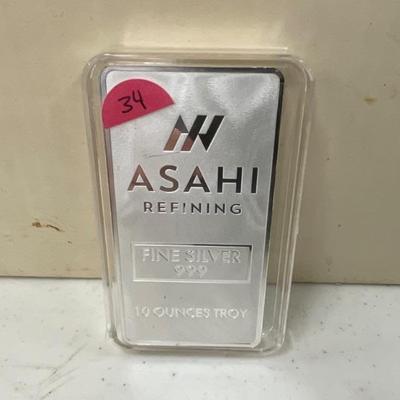 34
ASAHI
REFINING
FINE SILVER
999
10 OUNCES TROY